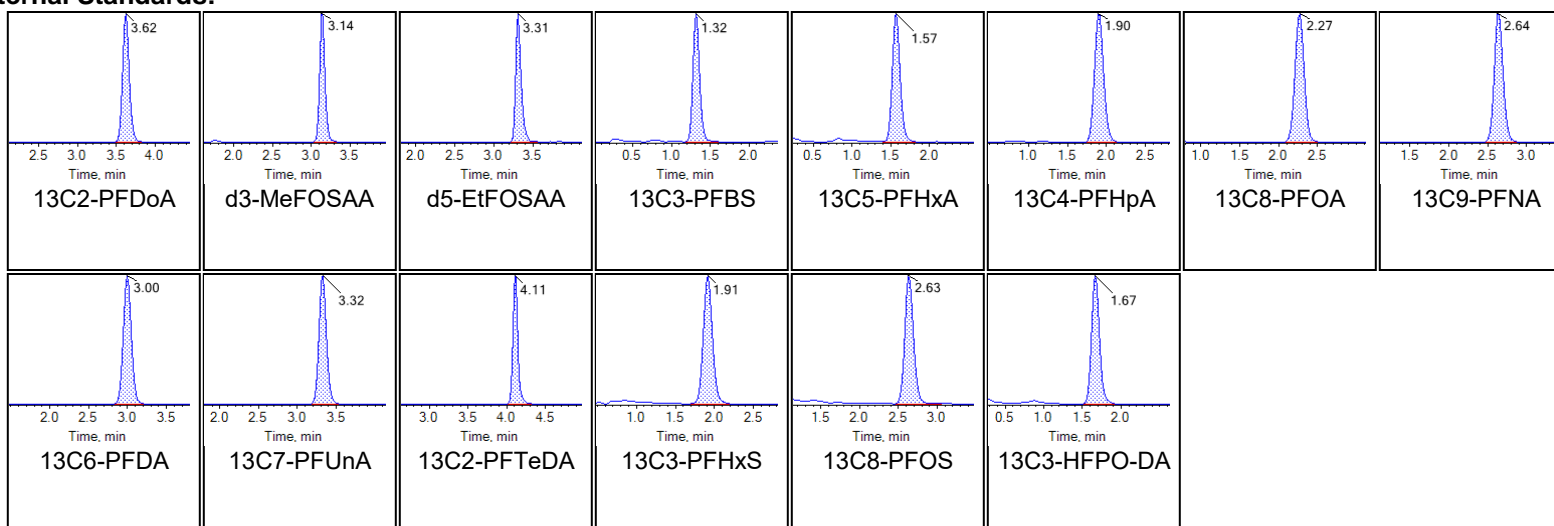 ternal Standards:
3.62
2.5 3.0 3.5 4.0
Time, min
13C2-PFDoA
3.14
2.0 2.5 3.0 3.5
Time, min
d3-MeFOSAA
3.31
2.0 2.5 3.0 3.5
Time, min
d5-EtFOSAA
1.32
0.5 1.0 1.5 2.0
Time, min
13C3-PFBS
1.57
0.5 1.0 1.5 2.0
Time, min
13C5-PFHxA
1.90
1.0 1.5 2.0 2.5
Time, min
13C4-PFHpA
2.27
1.0 1.5 2.0 2.5
Time, min
13C8-PFOA
2.64
1.5 2.0 2.5 3.0
Time, min
13C9-PFNA
3.00
2.0 2.5 3.0 3.5
Time, min
13C6-PFDA
3.32
2.0 2.5 3.0 3.5
Time, min
13C7-PFUnA
4.11
3.0 3.5 4.0 4.5
Time, min
13C2-PFTeDA
1.91
1.0 1.5 2.0 2.5
Time, min
13C3-PFHxS
2.63
1.5 2.0 2.5 3.0
Time, min
13C8-PFOS
1.67
0.5 1.0 1.5 2.0
Time, min
13C3-HFPO-DA